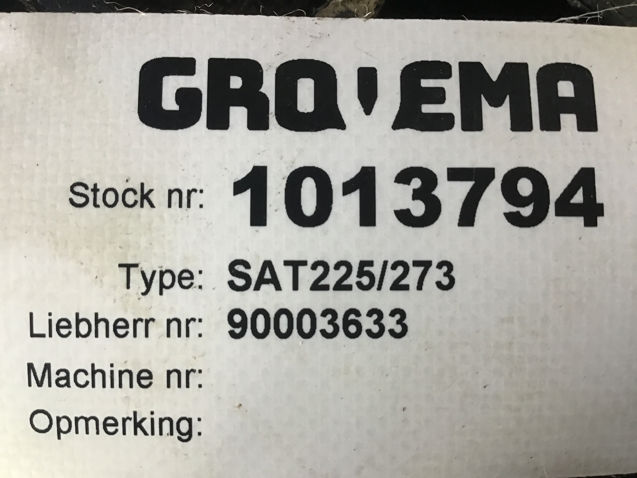 GROVEMA
Stock nr: 1013794
Type: SAT225/273
Liebherr nr: 90003633
Machine nr:
Opmerking: